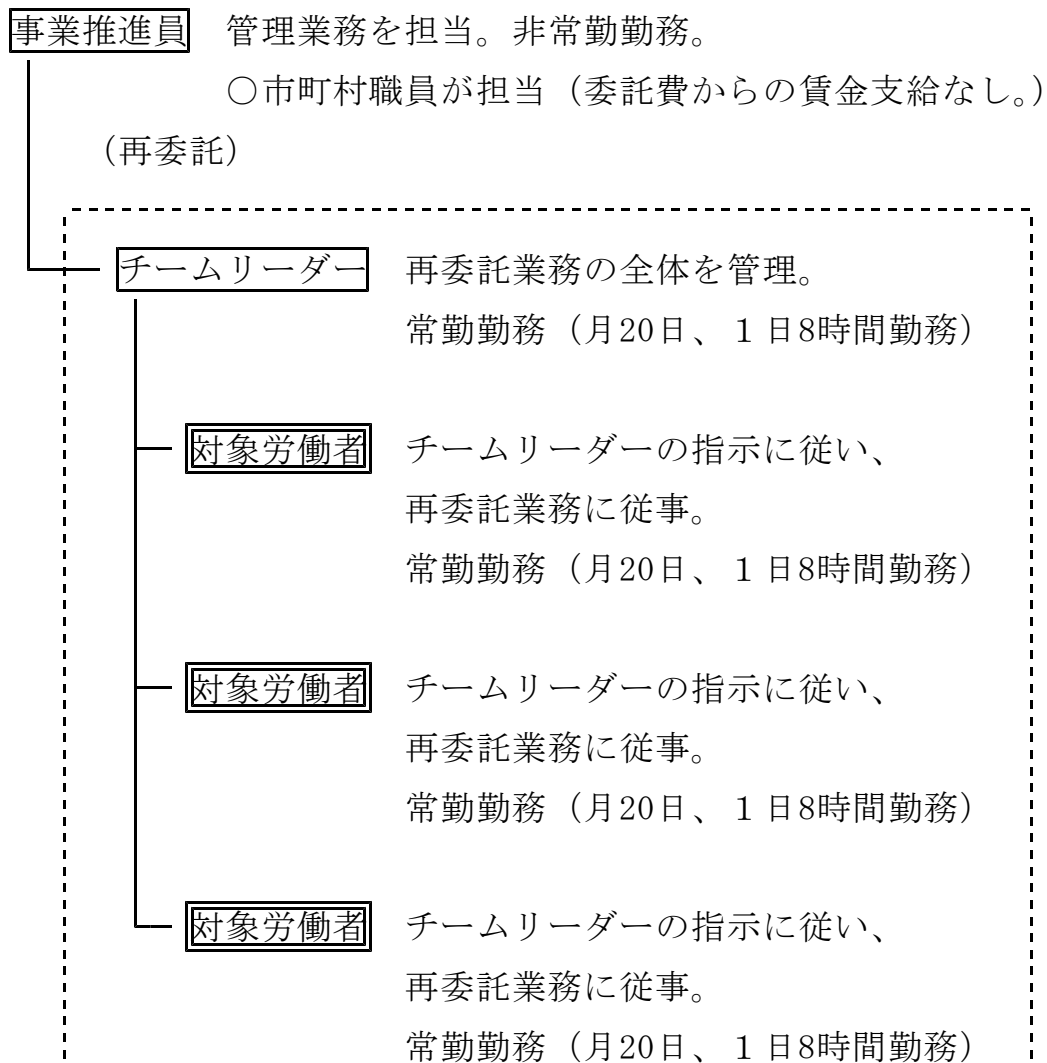 事業推進員 管理業務を担当。非常勤勤務。
○市町村職員が担当（委託費からの賃金支給なし。）
（再委託）
チームリーダー 再委託業務の全体を管理。
常勤勤務（月20日、１日8時間勤務）
対象労働者 チームリーダーの指示に従い、
再委託業務に従事。
常勤勤務（月20日、１日8時間勤務）
対象労働者 チームリーダーの指示に従い、
再委託業務に従事。
常勤勤務（月20日、１日8時間勤務）
対象労働者 チームリーダーの指示に従い、
再委託業務に従事。
常勤勤務（月20日、１日8時間勤務）